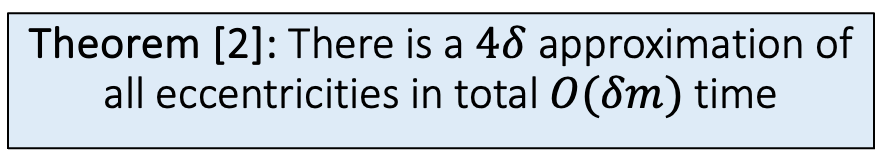 Theorem [2]: There is a 4δ approximation of
all eccentricities in total O(δm) time